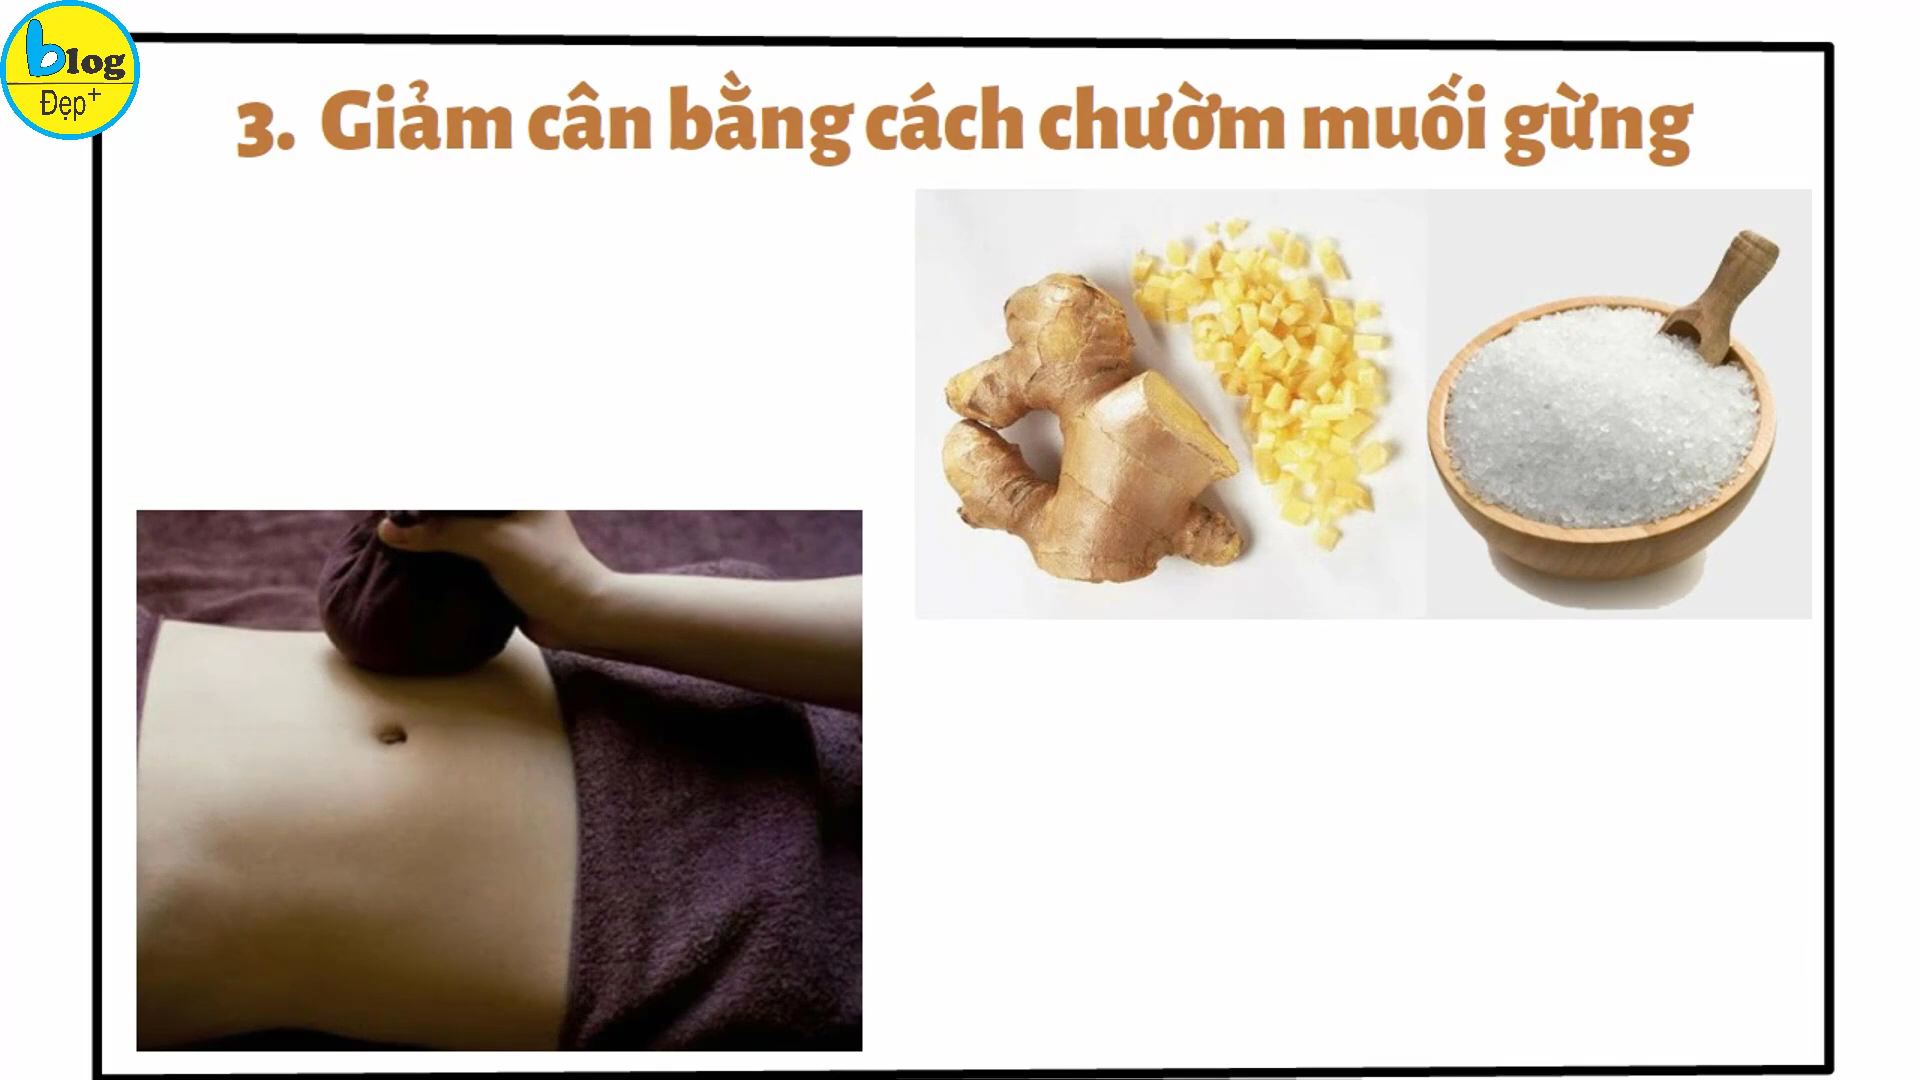 blog
Đẹp+
3. Giảm cân bằng cách chườm muối gừng